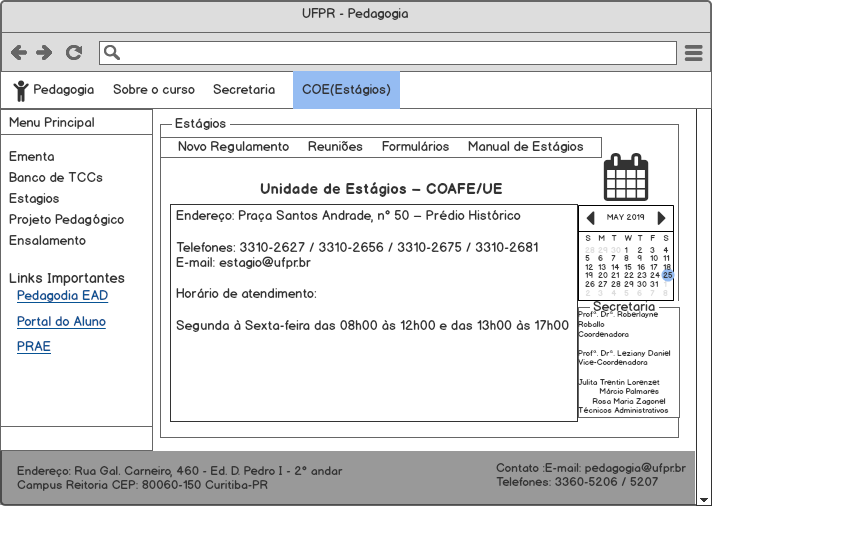 UFPR - Pedagogia
Pedagogia Sobre o curso Secretaria COE(Estágios)
Menu Principal
Ementa
Banco de TCCs
Estagios
Projeto Pedagógico
Ensalamento
Links Importantes
Pedagodia EAD
Portal do Aluno
PRAE
Estágios
Novo Regulamento Reuniões Formulários Manual de Estágios
Unidade de Estágios – COAFE/UE
Endereço: Praça Santos Andrade, n° 50 – Prédio Histórico
Telefones: 3310-2627 / 3310-2656 / 3310-2675 / 3310-2681
E-mail: estagio@ufpr.br
Horário de atendimento:
Segunda à Sexta-feira das 08h00 às 12h00 e das 13h00 às 17h00
MAY 2019
S M T W T F S
28 29 30 1 2 3 4
5 6 7 8 9 10 11
12 13 14 15 16 17 18
19 20 21 22 23 24 25
26 27 28 29 30 31 1
2 3 4 5 6 7 8
Secretaria
Profª. Drª. Roberlayne
Roballo
Coordenadora
Profª. Drª. Leziany Daniel
Vice-Coordenadora
Julita Trentin Lorenzet
Márcio Palmares
Rosa Maria Zagonel
Técnicos Administrativos
Endereço: Rua Gal. Carneiro, 460 - Ed. D. Pedro I - 2° andar
Campus Reitoria CEP: 80060-150 Curitiba-PR
Contato :E-mail: pedagogia@ufpr.br
Telefones: 3360-5206 / 5207